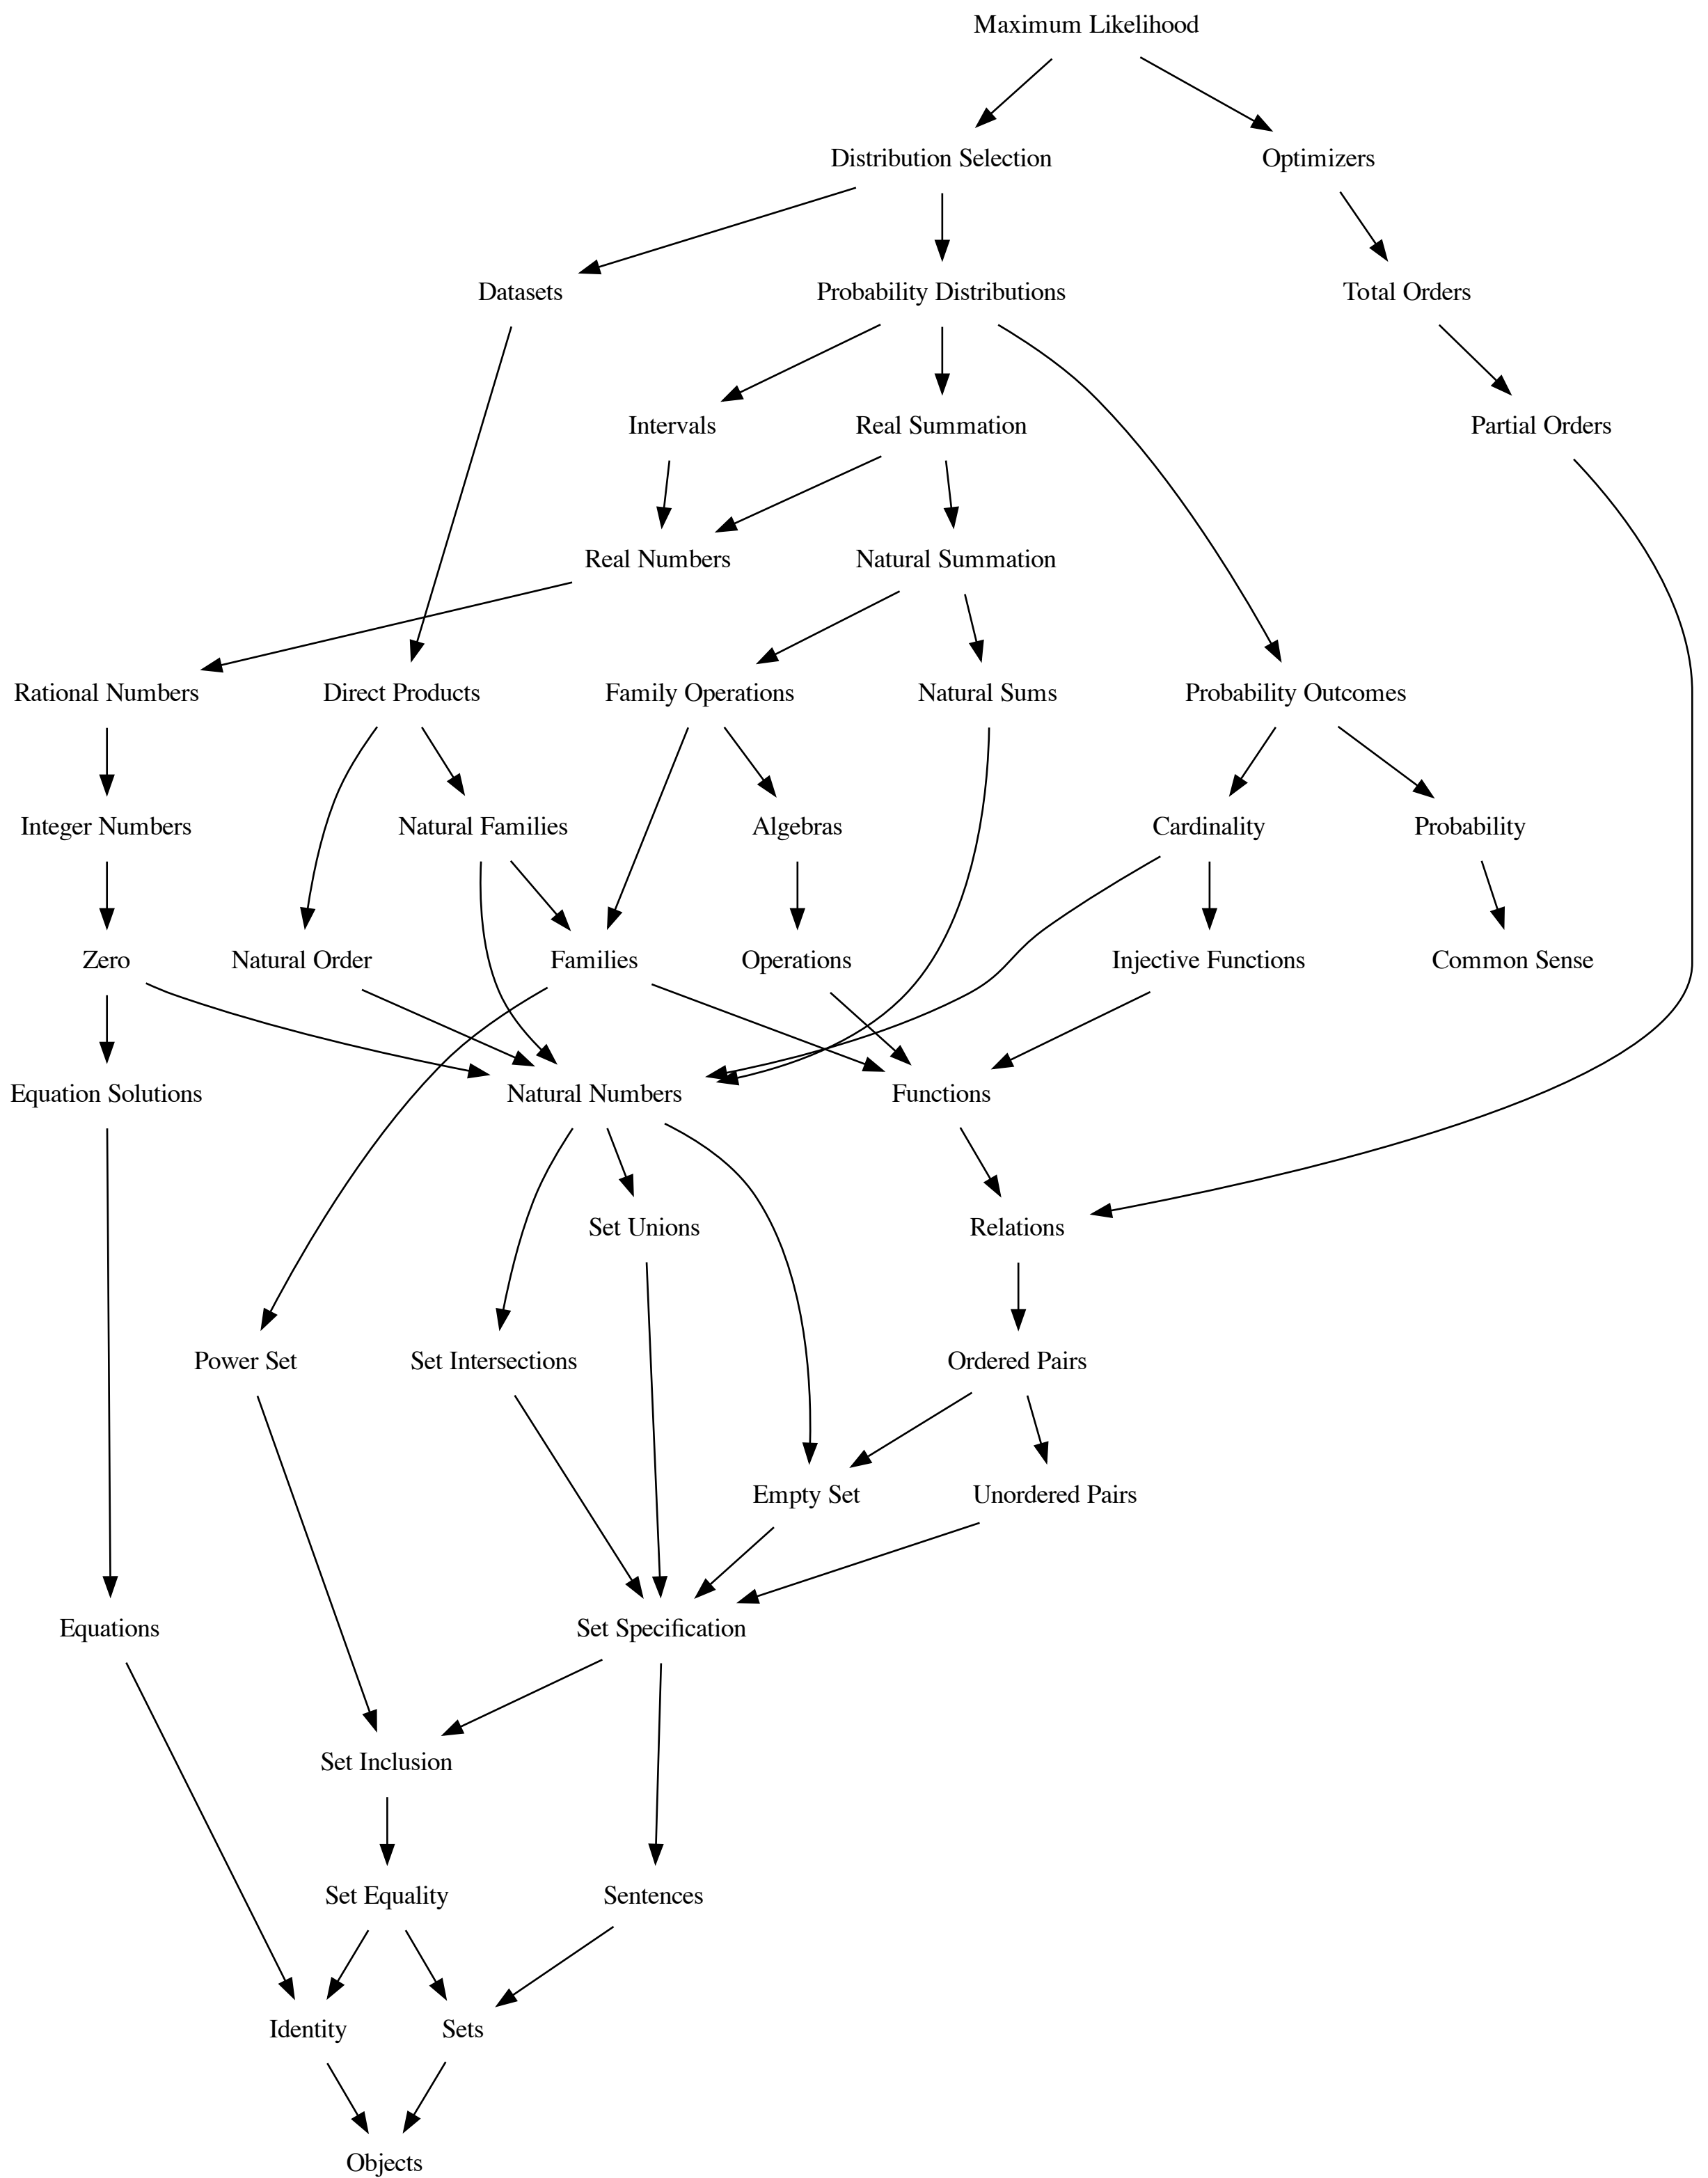 Maximum Likelihood
Distribution Selection
Optimizers
Datasets
Probability Distributions
Total Orders
Intervals
Real Summation
Partial Orders
Real Numbers
Natural Summation
Rational Numbers
Direct Products
Family Operations
Natural Sums
Probability Outcomes
Integer Numbers
Natural Families
Algebras
Cardinality
Probability
Zero
Natural Order
Families
Operations
Injective Functions
Common Sense
Equation Solutions
Natural Numbers
Functions
Set Unions
Relations
Power Set
Set Intersections
Ordered Pairs
Empty Set
Unordered Pairs
Equations
Set Specification
Set Inclusion
Set Equality
Sentences
Identity
Sets
Objects